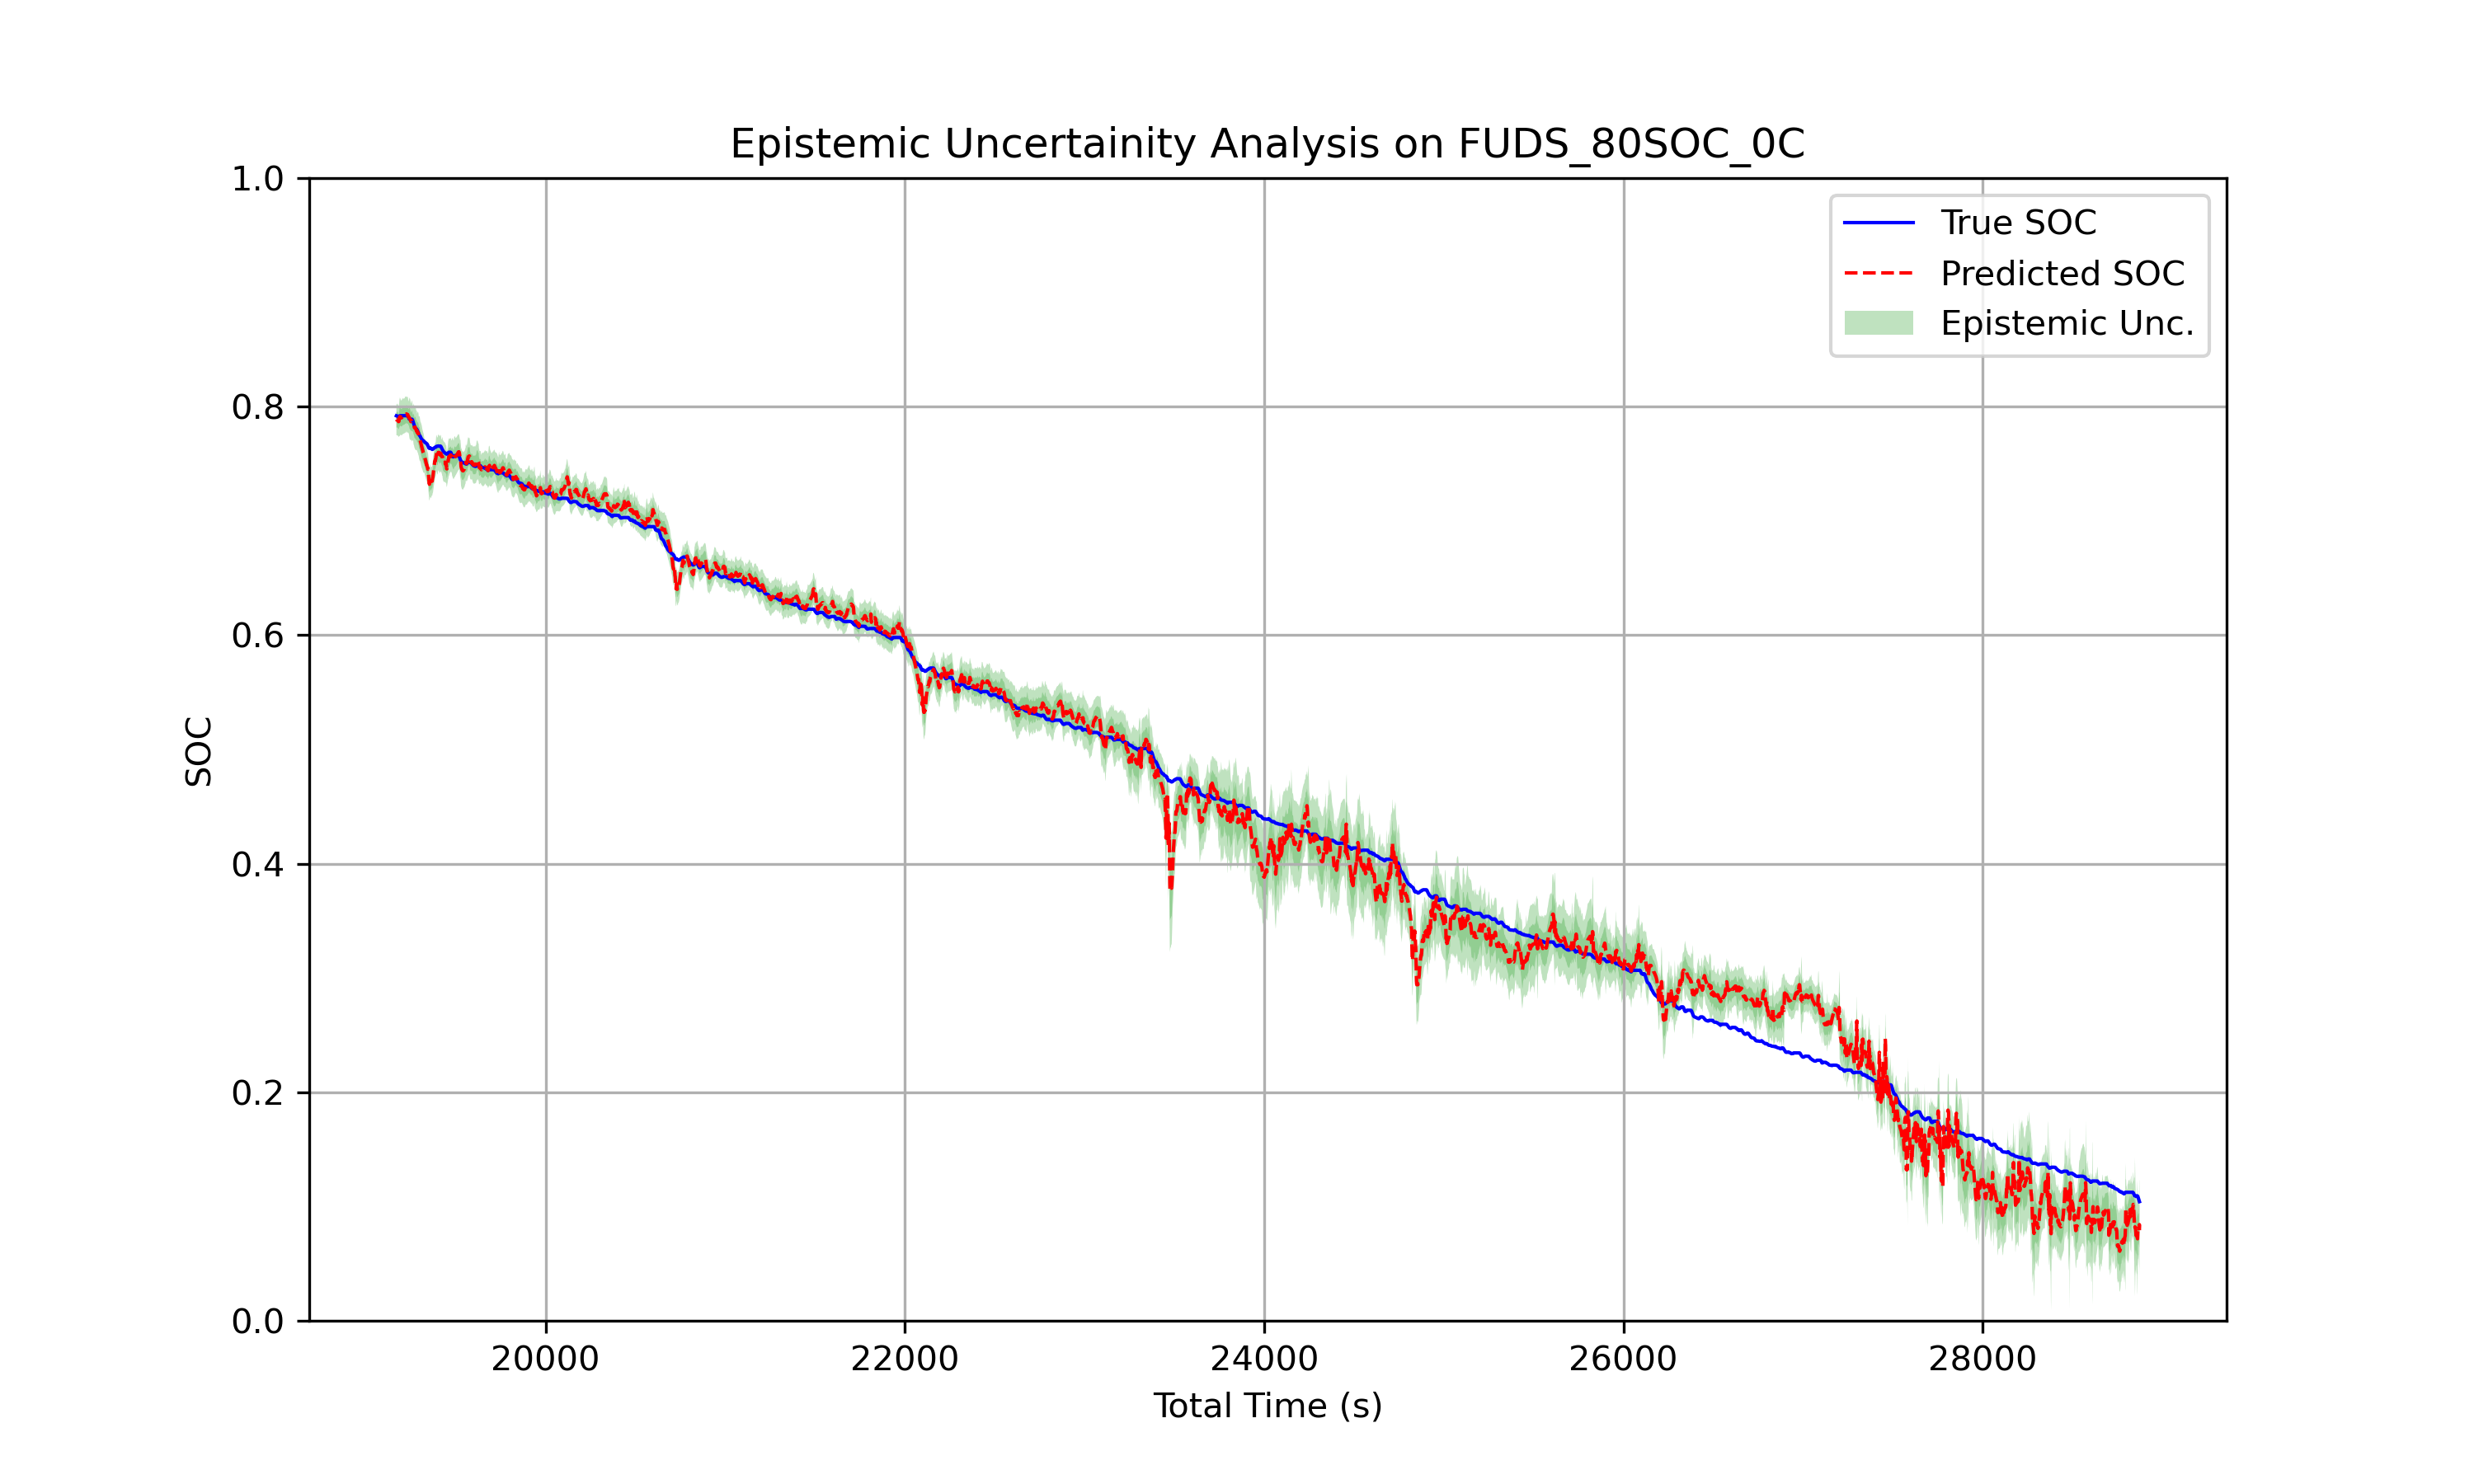 Epistemic Uncertainity Analysis on FUDS_80SOC_0C
1.0
0.8
0.6
0.4
0.2
0.0
SOC
True SOC
Predicted SOC
Epistemic Unc.
20000 22000 24000 26000 28000
Total Time (s)